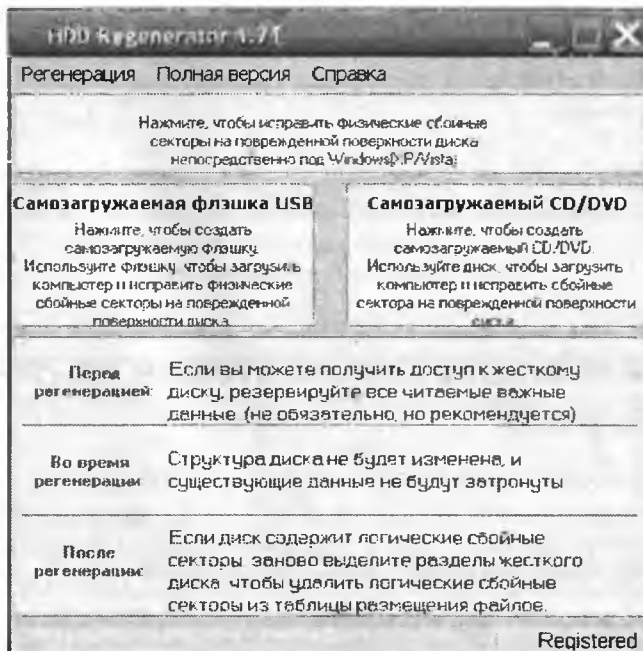 HDD Regenerator 1.71
Регенерация Полная версия Справка
Нажмите, чтобы исправить физические сбойные
секторы на поврежденной поверхности диска
непосредственно под Windows(XP/Vista)
Самозагружаемая флэшка USB
Нажмите, чтобы создать
самозагружаемую флэшку.
Используйте флэшку, чтобы загрузить
компьютер и исправить физические
сбойные секторы на поврежденной
поверхности диска
Самозагружаемый CD/DVD
Нажмите, чтобы создать
самозагружаемый CD/DVD.
Используйте диск, чтобы загрузить
компьютер и исправить сбойные
сектора на поврежденной поверхности
диска
Перед
регенерацией:
Если вы можете получить доступ к жесткому
диску, резервируйте все читаемые важные
данные (не обязательно, но рекомендуется)
Во время
регенерации:
Структура диска не будет изменена, и
существующие данные не будут затронуты
После
регенерации:
Если диск содержит логические сбойные
секторы, заново выделите разделы жесткого
диска, чтобы удалить логические сбойные
секторы из таблицы размещения файлов.
Registered